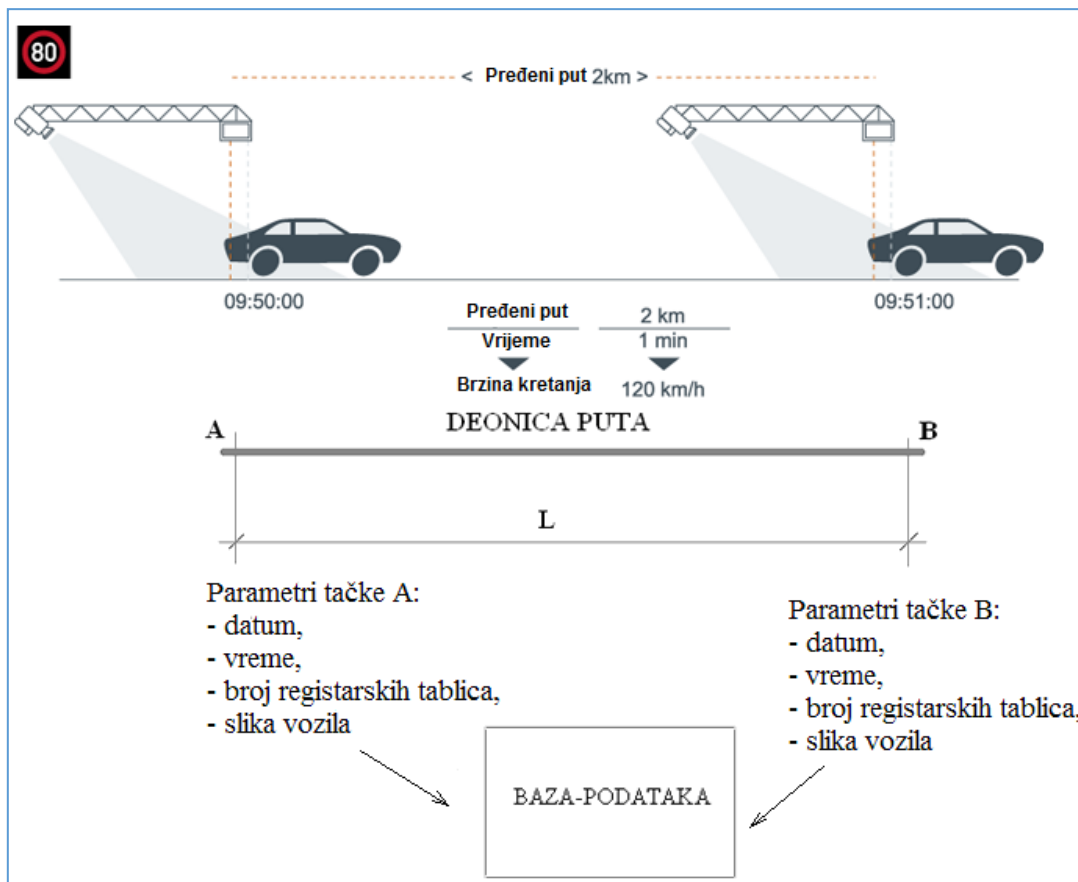 80
< Pređeni put 2km >
09:50:00
09:51:00
Pređeni put 2 km
Vrijeme 1 min
Brzina kretanja 120 km/h
DEONICA PUTA
A
B
L
Parametri tačke A:
- datum,
- vreme,
- broj registarskih tablica,
- slika vozila
Parametri tačke B:
- datum,
- vreme,
- broj registarskih tablica,
- slika vozila
BAZA-PODATAKA